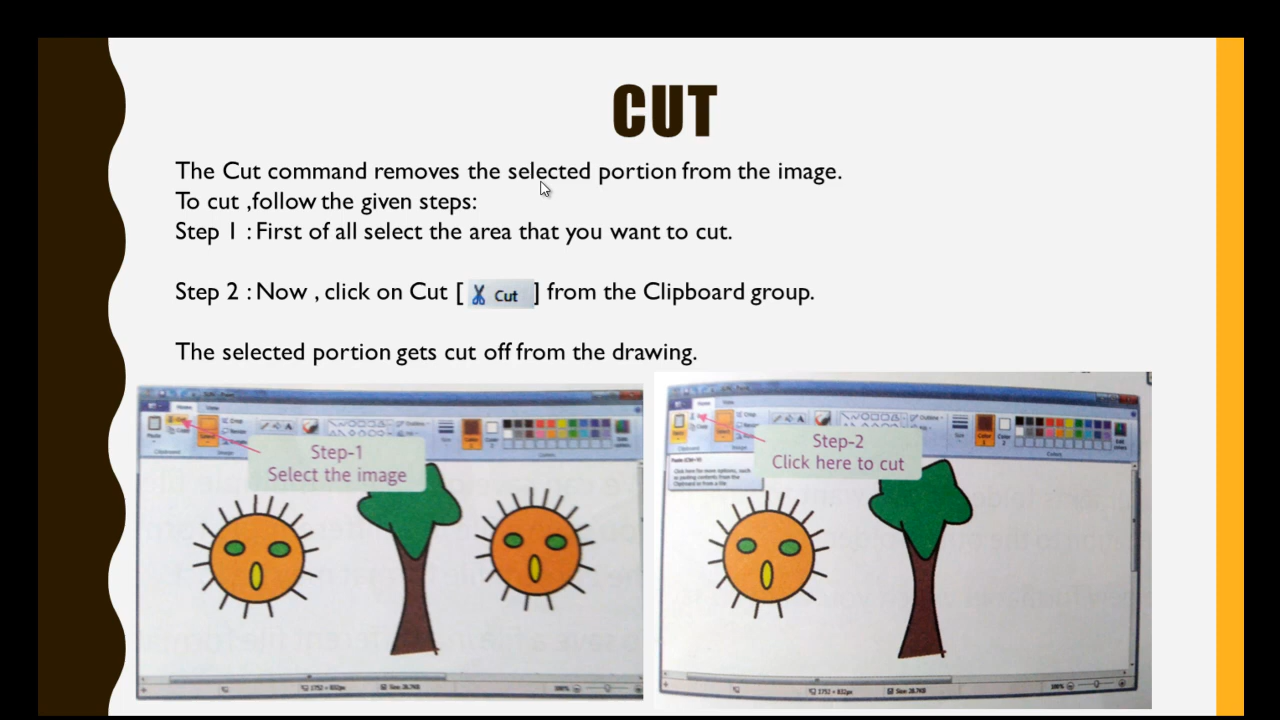 CUT
The Cut command removes the selected portion from the image.
To cut ,follow the given steps:
Step 1 : First of all select the area that you want to cut.
Step 2 : Now , click on Cut [ Cut ] from the Clipboard group.
The selected portion gets cut off from the drawing.
Step-1
Select the image
Step-2
Click here to cut